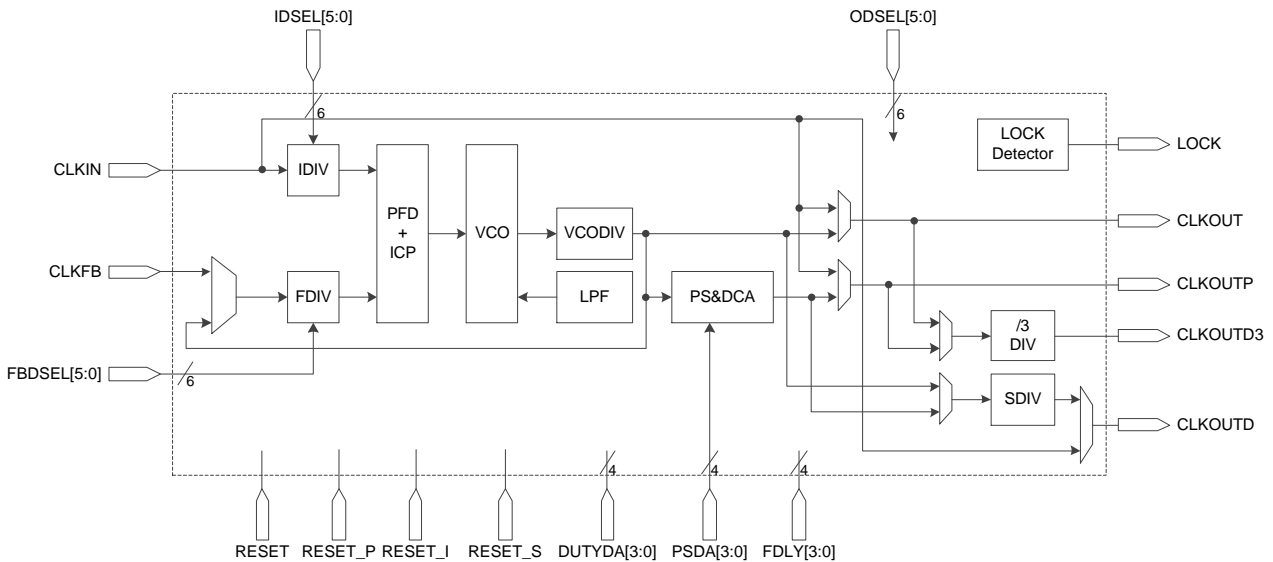 IDSEL[5:0]
ODSEL[5:0]
6
6
LOCK
Detector
LOCK
CLKIN
IDIV
PFD
+
ICP
VCO
VCODIV
CLKOUT
CLKFB
FDIV
LPF
PS&DCA
CLKOUTP
/3
DIV
CLKOUTD3
FBDSEL[5:0]
6
SDIV
CLKOUTD
4
4
4
RESET
RESET_P
RESET_I
RESET_S
DUTYDA[3:0]
PSDA[3:0]
FDLY[3:0]